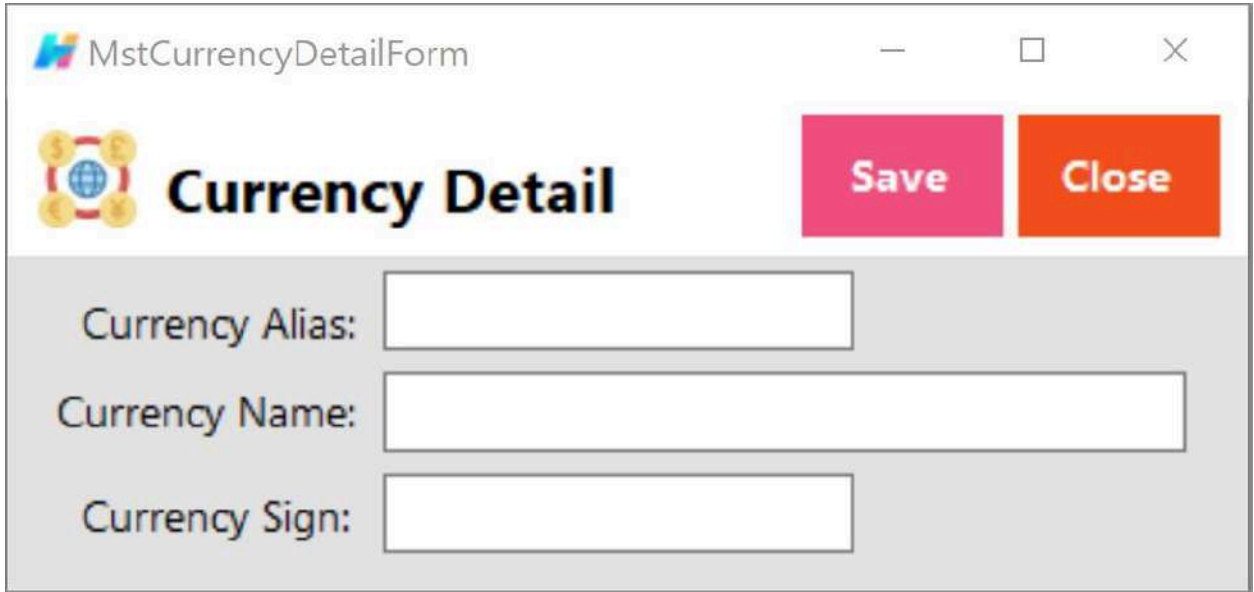 MstCurrencyDetailForm
Currency Detail
Save
Close
Currency Alias:
Currency Name:
Currency Sign: